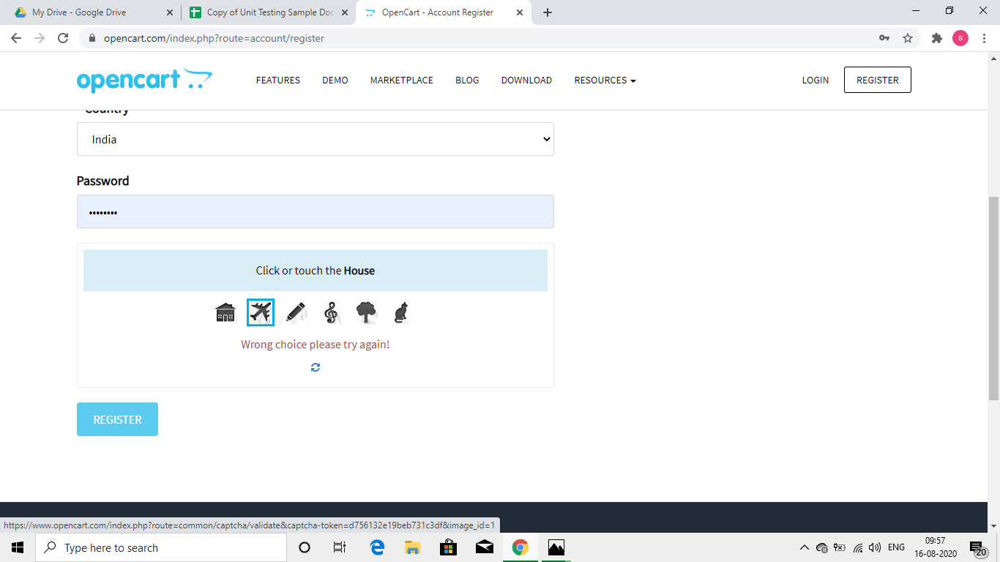 My Drive - Google Drive
Copy of Unit Testing Sample Doc
OpenCart - Account Register
opencart.com/index.php?route=account/register
s
opencart
FEATURES
DEMO
MARKETPLACE
BLOG
DOWNLOAD
RESOURCES
LOGIN
REGISTER
Country
India
Password
Click or touch the House
Wrong choice please try again!
REGISTER
https://www.opencart.com/index.php?route=common/captcha/validate&captcha-token=d756132e19beb731c3df&image_id=1
Type here to search
ENG
09:57
16-08-2020
20